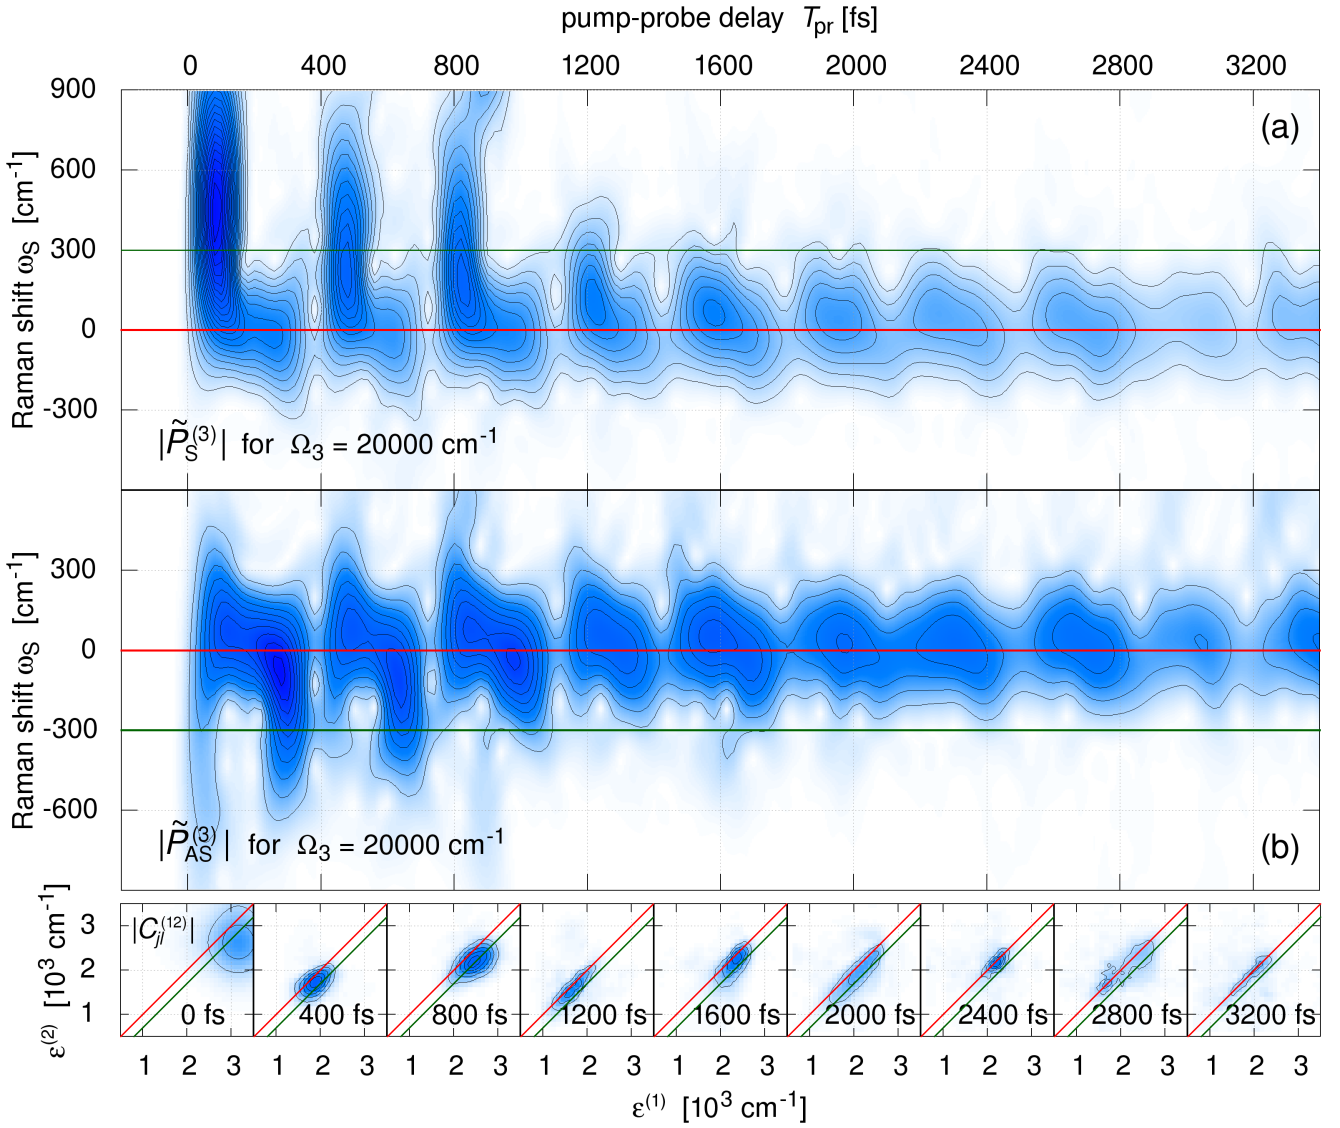 pump-probe delay T_pr [fs]
0 400 800 1200 1600 2000 2400 2800 3200
900
600
300
0
-300
Raman shift ω_S [cm^-1]
(a)
|P̃_S^(3)| for Ω_3 = 20000 cm^-1
300
0
-300
-600
Raman shift ω_S [cm^-1]
(b)
|P̃_AS^(3)| for Ω_3 = 20000 cm^-1
3
2
1
ε^(2) [10^3 cm^-1]
|C_jl^(12)|
0 fs 400 fs 800 fs 1200 fs 1600 fs 2000 fs 2400 fs 2800 fs 3200 fs
1 2 3 1 2 3 1 2 3 1 2 3 1 2 3 1 2 3 1 2 3 1 2 3 1 2 3
ε^(1) [10^3 cm^-1]